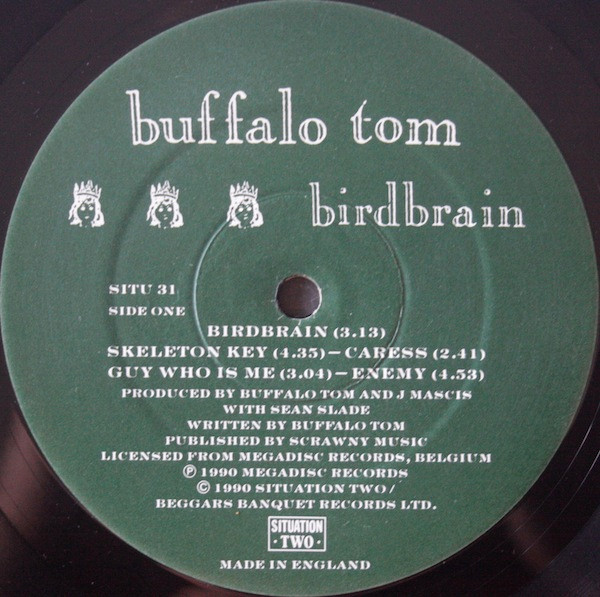 buffalo tom
birdbrain
SITU 31
SIDE ONE
BIRDBRAIN (3.13)
SKELETON KEY (4.35) – CARESS (2.41)
GUY WHO IS ME (3.04) – ENEMY (4.53)
PRODUCED BY BUFFALO TOM AND J MASCIS
WITH SEAN SLADE
WRITTEN BY BUFFALO TOM
PUBLISHED BY SCRAWNY MUSIC
LICENSED FROM MEGADISC RECORDS, BELGIUM
℗ 1990 MEGADISC RECORDS
© 1990 SITUATION TWO/
BEGGARS BANQUET RECORDS LTD.
SITUATION
· TWO ·
MADE IN ENGLAND